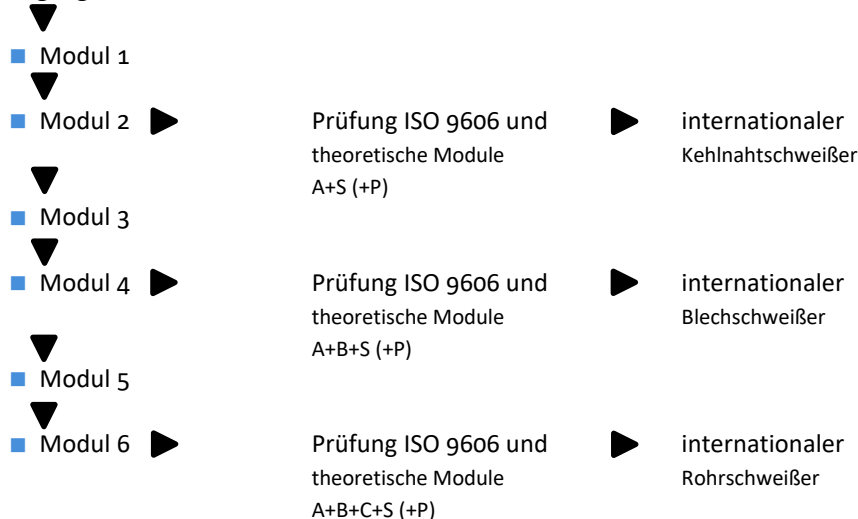 Modul 1
Modul 2
Prüfung ISO 9606 und
theoretische Module
A+S (+P)
internationaler
Kehlnahtschweißer
Modul 3
Modul 4
Prüfung ISO 9606 und
theoretische Module
A+B+S (+P)
internationaler
Blechschweißer
Modul 5
Modul 6
Prüfung ISO 9606 und
theoretische Module
A+B+C+S (+P)
internationaler
Rohrschweißer